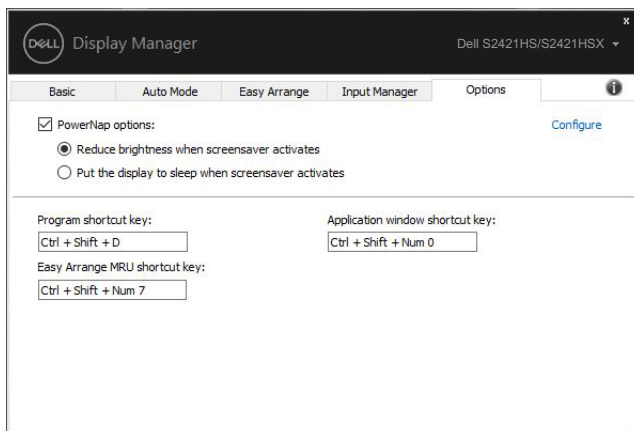 x
DELL Display Manager Dell S2421HS/S2421HSX
Basic Auto Mode Easy Arrange Input Manager Options
PowerNap options: Configure
Reduce brightness when screensaver activates
Put the display to sleep when screensaver activates
Program shortcut key: Application window shortcut key:
Ctrl + Shift + D Ctrl + Shift + Num 0
Easy Arrange MRU shortcut key:
Ctrl + Shift + Num 7